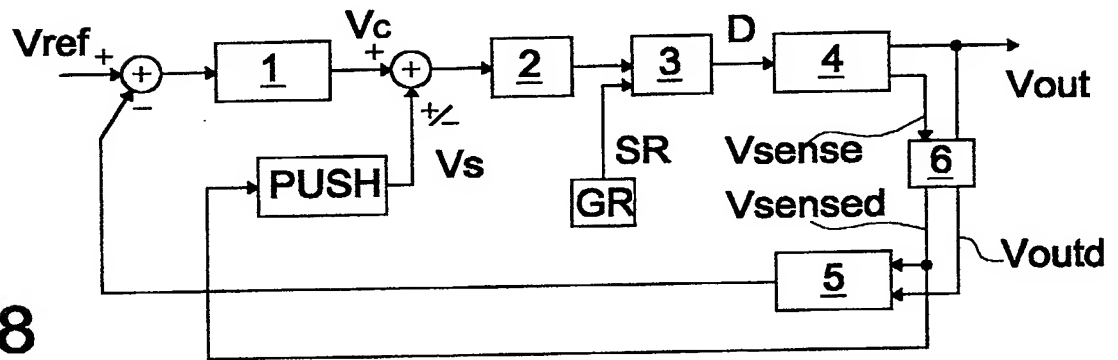 Vref
+
+
−
1
Vc
+
+
+/−
Vs
2
3
D
4
Vout
Vsense
6
SR
PUSH
GR
Vsensed
Voutd
5
8